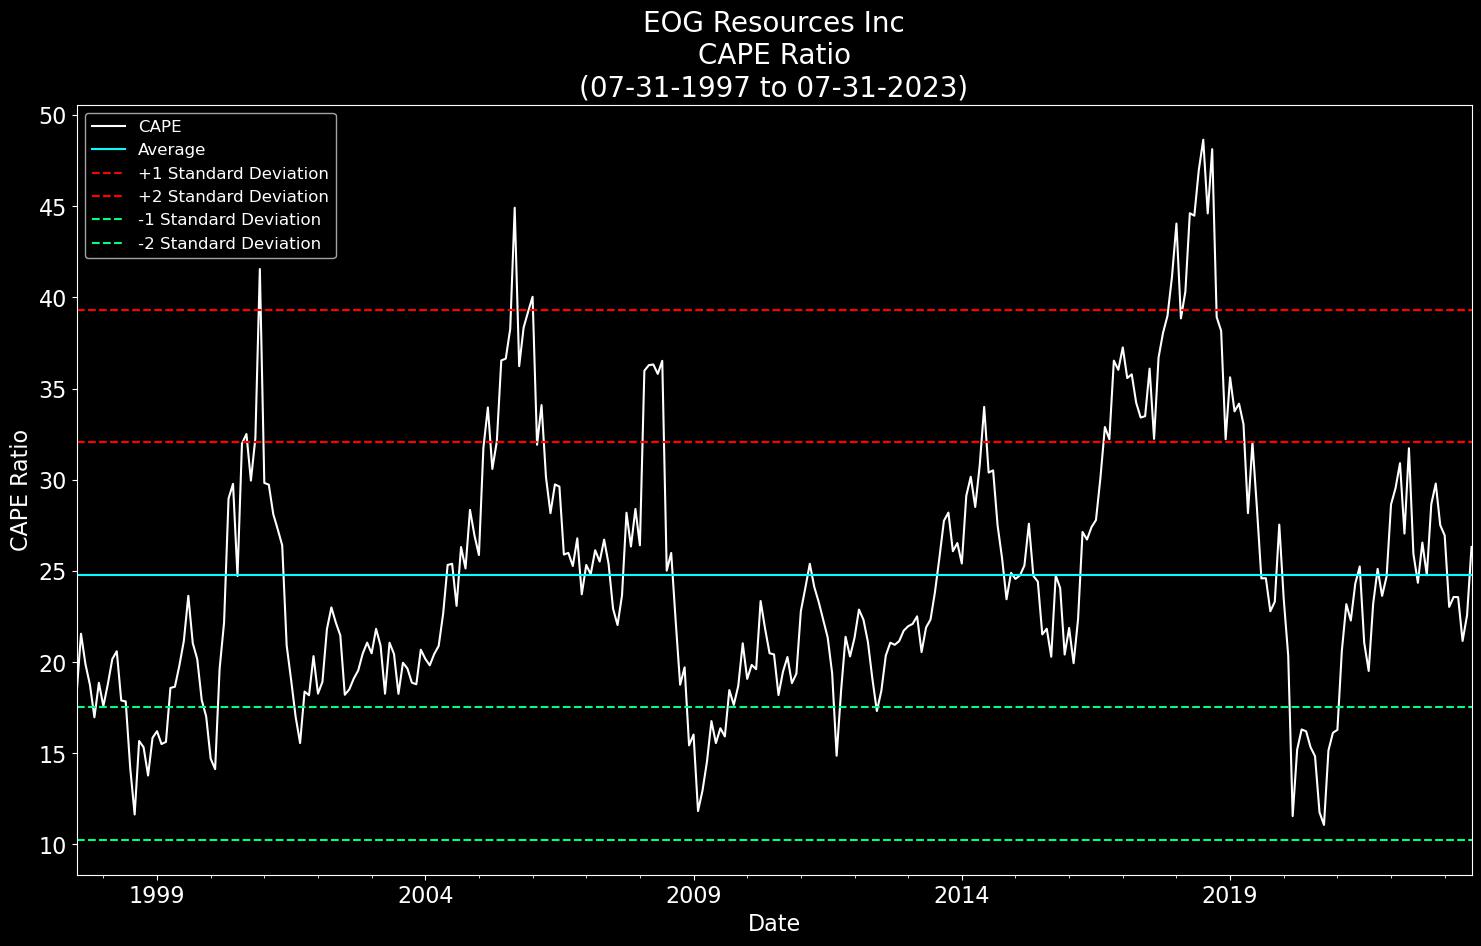 EOG Resources Inc
CAPE Ratio
(07-31-1997 to 07-31-2023)
50
45
40
35
30
25
20
15
10
CAPE Ratio
CAPE
Average
+1 Standard Deviation
+2 Standard Deviation
-1 Standard Deviation
-2 Standard Deviation
1999 2004 2009 2014 2019
Date